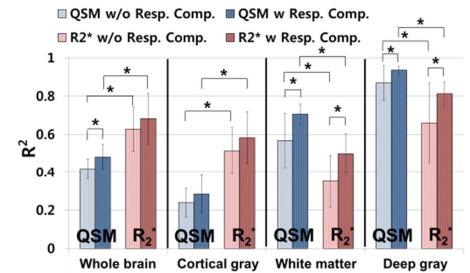 QSM w/o Resp. Comp. QSM w Resp. Comp.
R2* w/o Resp. Comp. R2* w Resp. Comp.
R²
1
0.8
0.6
0.4
0.2
0
* * * * * * * * * * * * *
QSM R₂* QSM R₂* QSM R₂* QSM R₂*
Whole brain Cortical gray White matter Deep gray